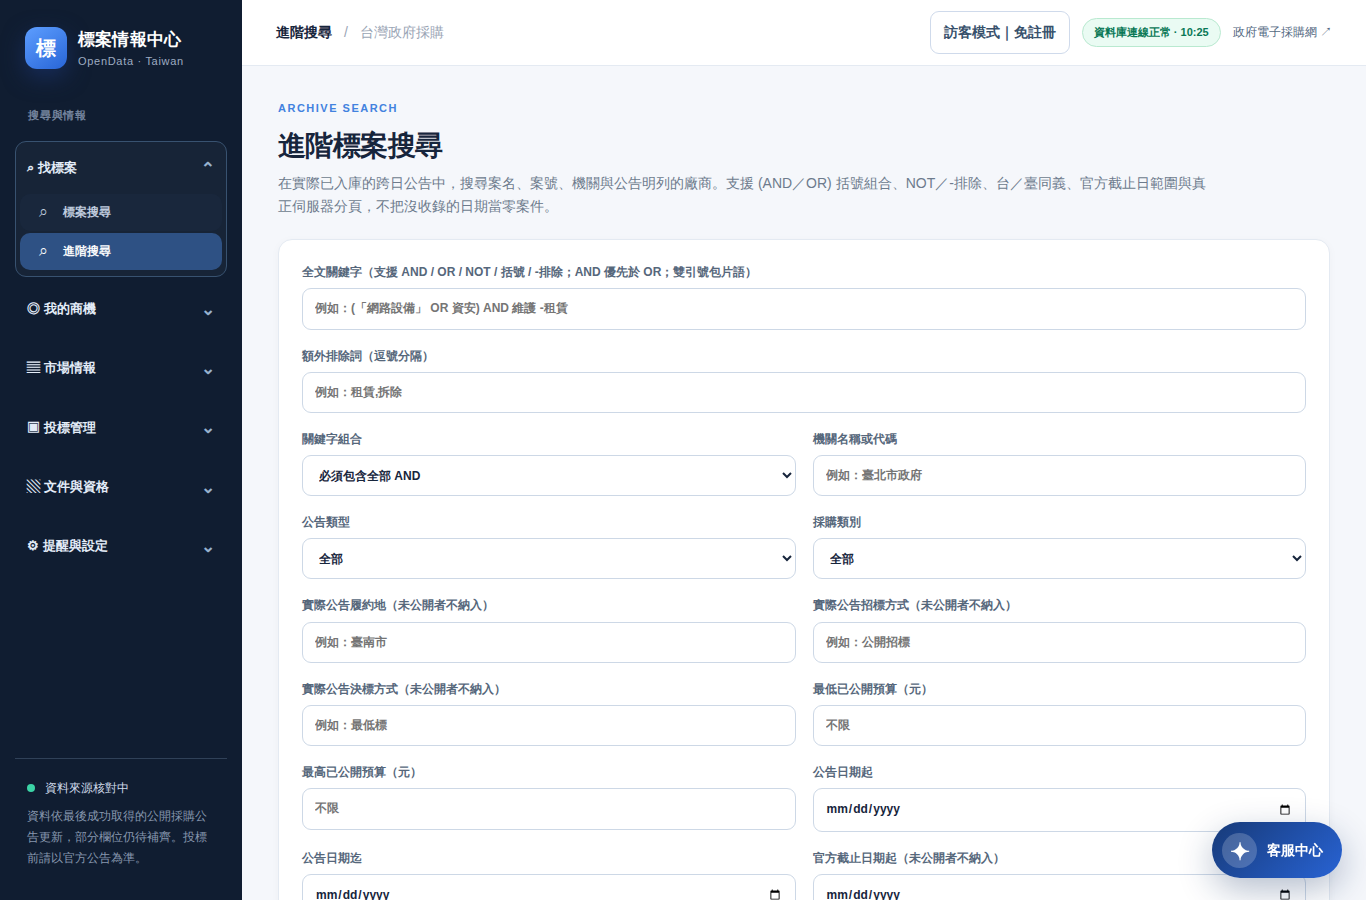 標
標案情報中心
OpenData · Taiwan
搜尋與情報
⌕ 找標案
⌕ 標案搜尋
⌕ 進階搜尋
◎ 我的商機
▤ 市場情報
▣ 投標管理
▧ 文件與資格
⚙ 提醒與設定
資料來源核對中
資料依最後成功取得的公開採購公
告更新，部分欄位仍待補齊。投標
前請以官方公告為準。
進階搜尋 / 台灣政府採購
訪客模式｜免註冊
資料庫連線正常 · 10:25
政府電子採購網 ↗
ARCHIVE SEARCH
進階標案搜尋
在實際已入庫的跨日公告中，搜尋案名、案號、機關與公告明列的廠商。支援 (AND／OR) 括號組合、NOT／-排除、台／臺同義、官方截止日範圍與真
正伺服器分頁，不把沒收錄的日期當零案件。
全文關鍵字（支援 AND / OR / NOT / 括號 / -排除；AND 優先於 OR；雙引號包片語）
例如：(「網路設備」 OR 資安) AND 維護 -租賃
額外排除詞（逗號分隔）
例如：租賃,拆除
關鍵字組合
必須包含全部 AND
機關名稱或代碼
例如：臺北市政府
公告類型
全部
採購類別
全部
實際公告履約地（未公開者不納入）
例如：臺南市
實際公告招標方式（未公開者不納入）
例如：公開招標
實際公告決標方式（未公開者不納入）
例如：最低標
最低已公開預算（元）
不限
最高已公開預算（元）
不限
公告日期起
mm/dd/yyyy
公告日期迄
mm/dd/yyyy
官方截止日期起（未公開者不納入）
mm/dd/yyyy
客服中心